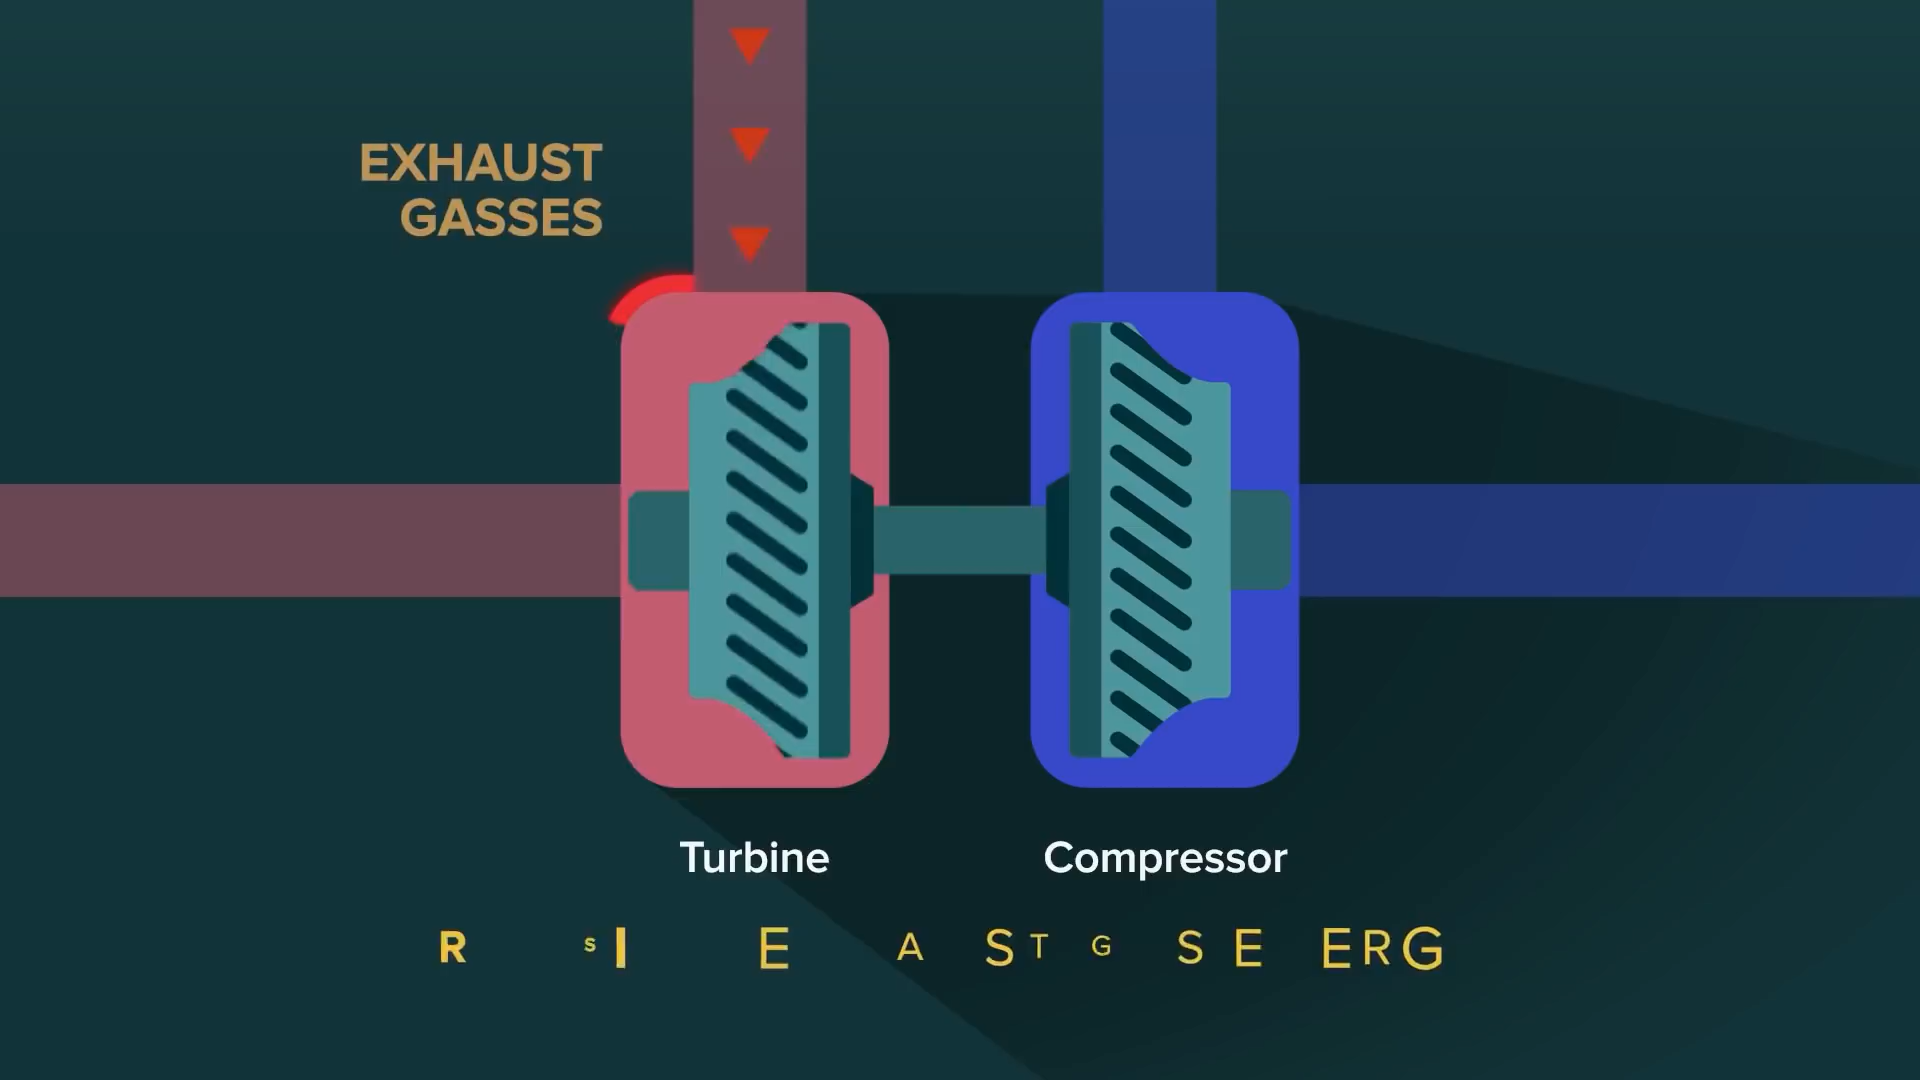 EXHAUST
GASSES
Turbine
Compressor
R S I E A S T G S E E R G